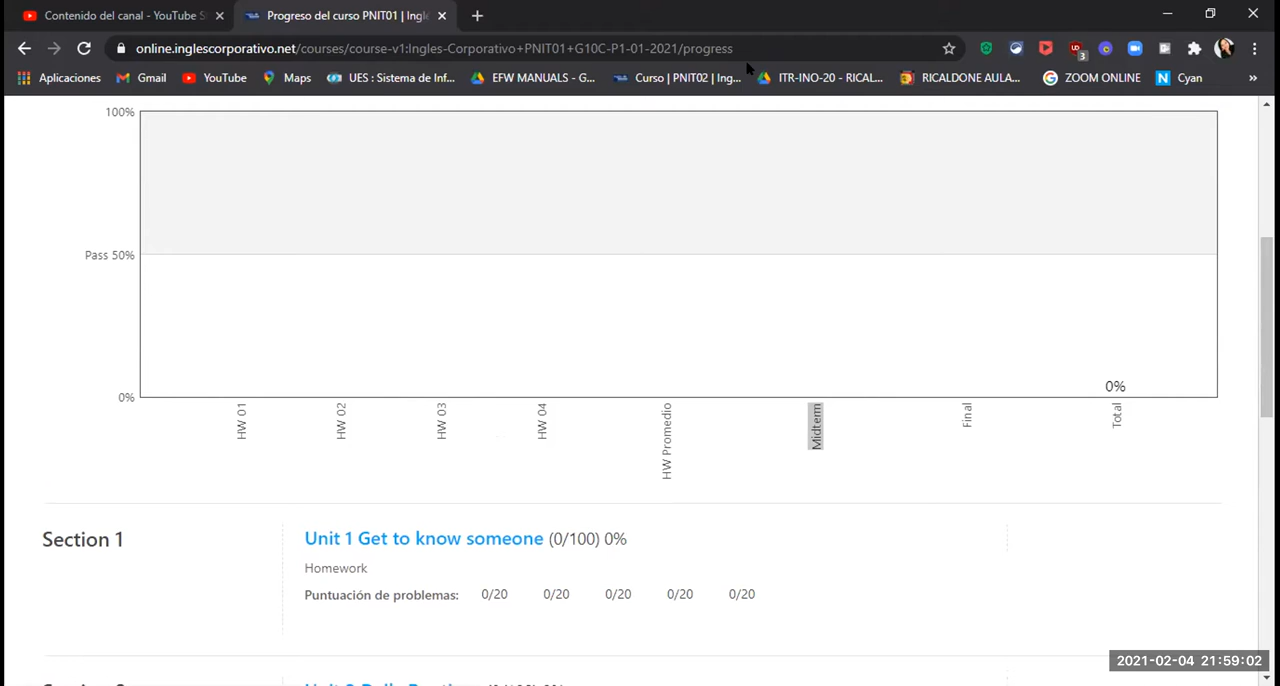 Contenido del canal - YouTube S
Progreso del curso PNIT01 | Ingle
online.inglescorporativo.net/courses/course-v1:Ingles-Corporativo+PNIT01+G10C-P1-01-2021/progress
Aplicaciones
Gmail
YouTube
Maps
UES : Sistema de Inf...
EFW MANUALS - G...
Curso | PNIT02 | Ing...
ITR-INO-20 - RICAL...
RICALDONE AULA...
ZOOM ONLINE
Cyan
»
100%
Pass 50%
0%
0%
HW 01
HW 02
HW 03
HW 04
HW Promedio
Midterm
Final
Total
Section 1
Unit 1 Get to know someone (0/100) 0%
Homework
Puntuación de problemas: 0/20 0/20 0/20 0/20 0/20
2021-02-04 21:59:02